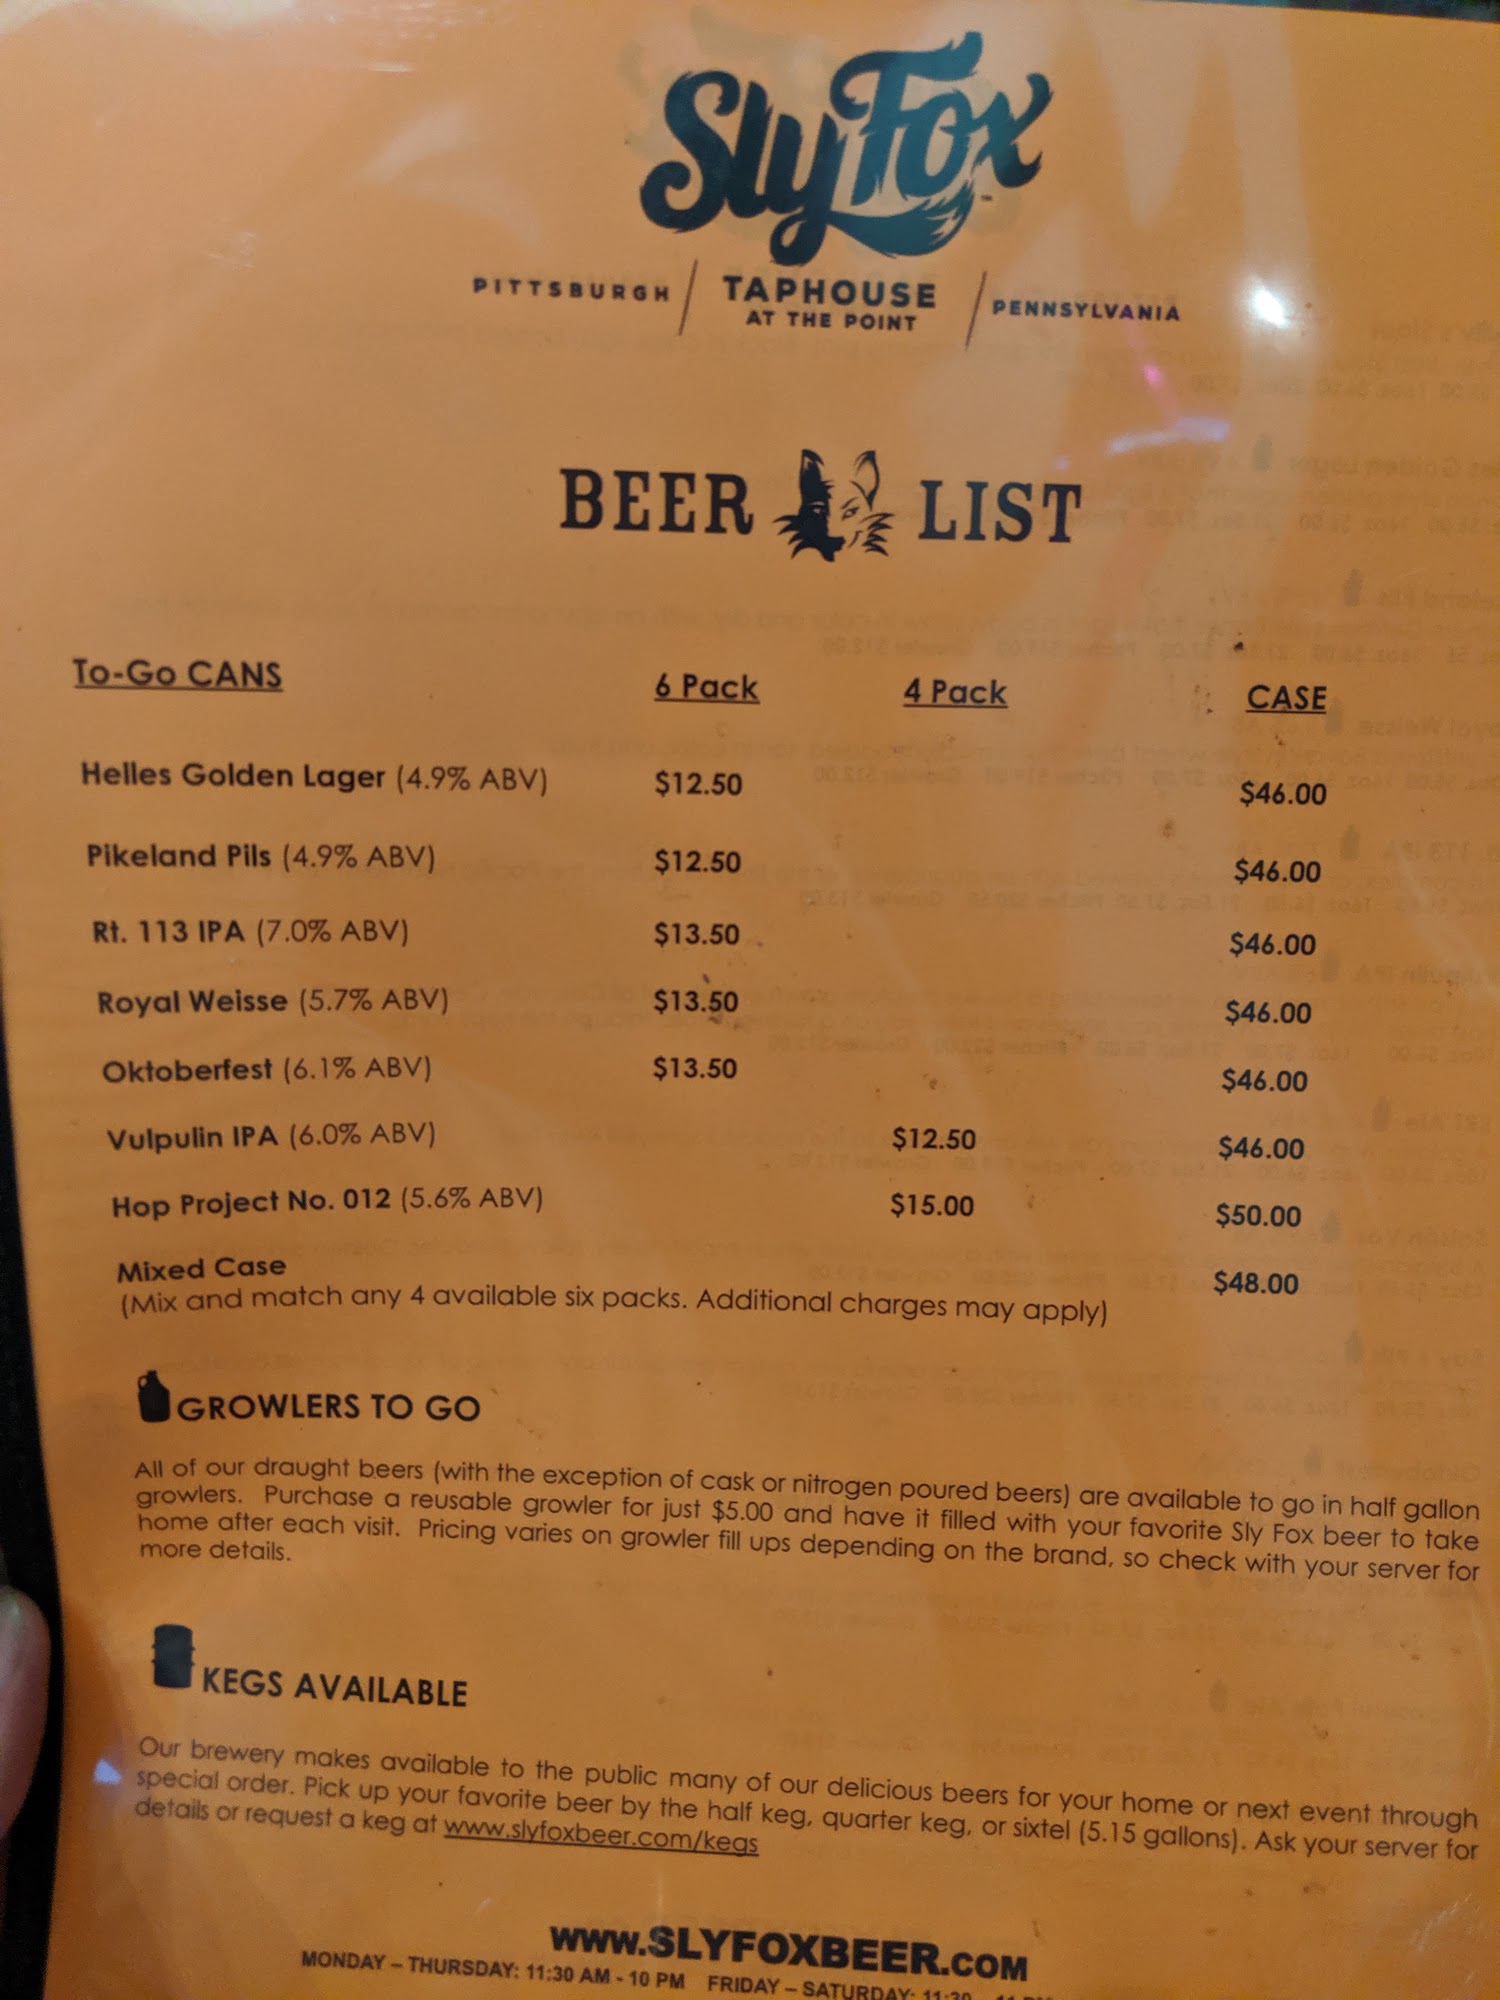 Sly Fox
PITTSBURGH / TAPHOUSE AT THE POINT / PENNSYLVANIA
BEER LIST
To-Go CANS 6 Pack 4 Pack CASE
Helles Golden Lager (4.9% ABV) $12.50 $46.00
Pikeland Pils (4.9% ABV) $12.50 $46.00
Rt. 113 IPA (7.0% ABV) $13.50 $46.00
Royal Weisse (5.7% ABV) $13.50 $46.00
Oktoberfest (6.1% ABV) $13.50 $46.00
Vulpulin IPA (6.0% ABV) $12.50 $46.00
Hop Project No. 012 (5.6% ABV) $15.00 $50.00
Mixed Case $48.00
(Mix and match any 4 available six packs. Additional charges may apply)
GROWLERS TO GO
All of our draught beers (with the exception of cask or nitrogen poured beers) are available to go in half gallon
growlers. Purchase a reusable growler for just $5.00 and have it filled with your favorite Sly Fox beer to take
home after each visit. Pricing varies on growler fill ups depending on the brand, so check with your server for
more details.
KEGS AVAILABLE
Our brewery makes available to the public many of our delicious beers for your home or next event through
special order. Pick up your favorite beer by the half keg, quarter keg, or sixtel (5.15 gallons). Ask your server for
details or request a keg at www.slyfoxbeer.com/kegs
www.SLYFOXBEER.COM
MONDAY – THURSDAY: 11:30 AM - 10 PM FRIDAY – SATURDAY: 11:30